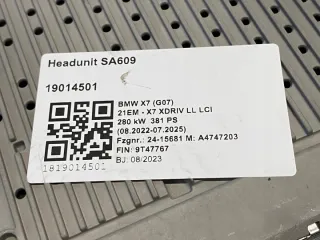 Headunit SA609
19014501
BMW X7 (G07)
21EM - X7 XDRIV LL LCI
280 kW 381 PS
(08.2022-07.2025)
Fzgnr.: 24-15681 M: A4747203
FIN: 9T47767
BJ: 08/2023
1819014501